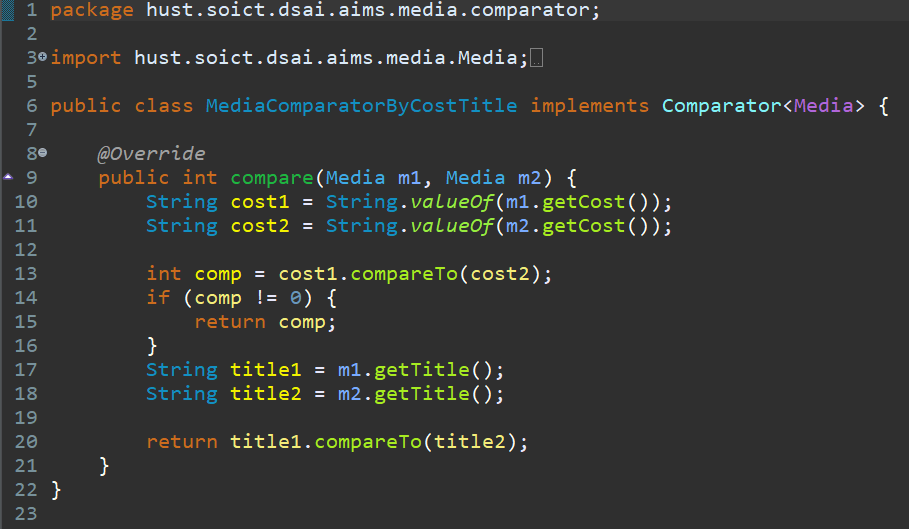 1 package hust.soict.dsai.aims.media.comparator;
2
3 import hust.soict.dsai.aims.media.Media;
5
6 public class MediaComparatorByCostTitle implements Comparator<Media> {
7
8     @Override
9     public int compare(Media m1, Media m2) {
10         String cost1 = String.valueOf(m1.getCost());
11         String cost2 = String.valueOf(m2.getCost());
12
13         int comp = cost1.compareTo(cost2);
14         if (comp != 0) {
15             return comp;
16         }
17         String title1 = m1.getTitle();
18         String title2 = m2.getTitle();
19
20         return title1.compareTo(title2);
21     }
22 }
23